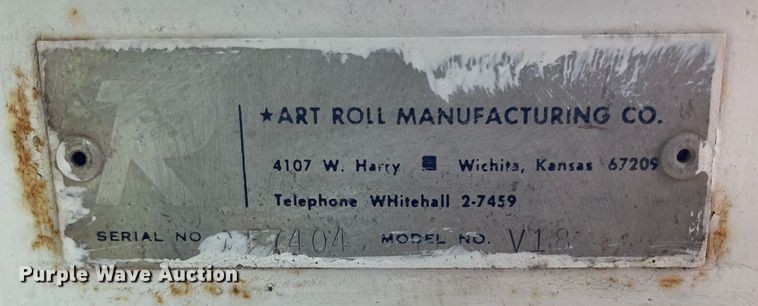 ★ART ROLL MANUFACTURING CO.
4107 W. Harry Wichita, Kansas 67209
Telephone WHitehall 2-7459
SERIAL NO. MODEL NO. V18
Purple Wave Auction